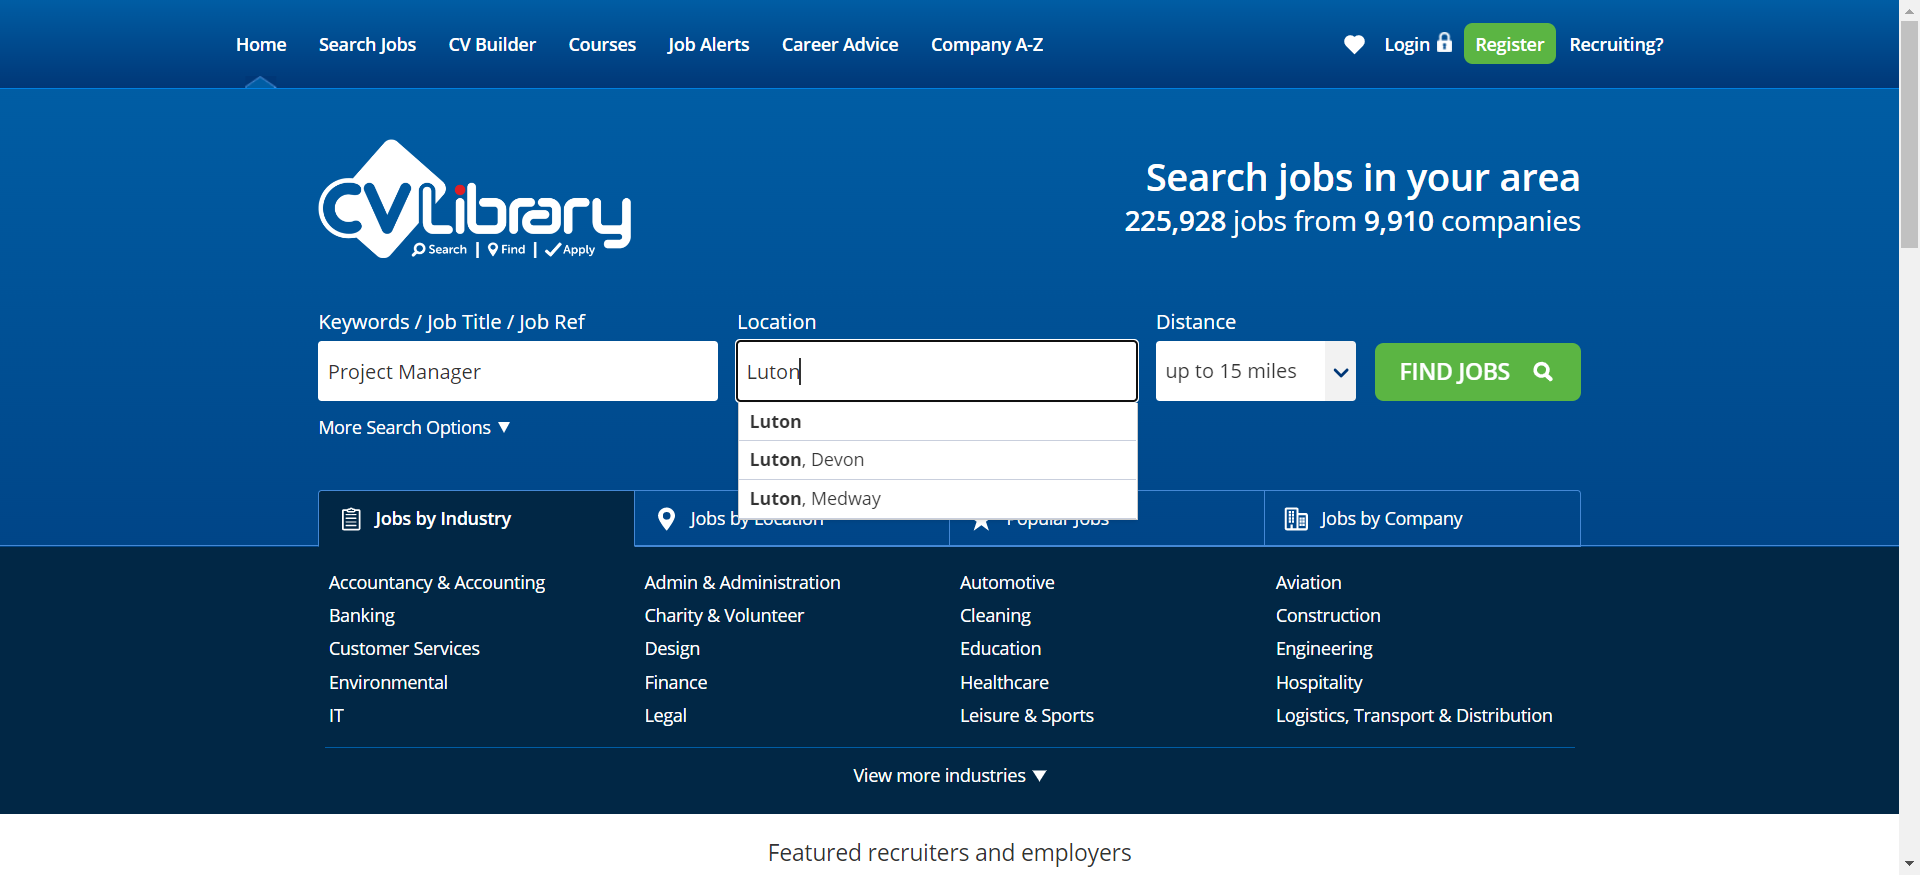 Home Search Jobs CV Builder Courses Job Alerts Career Advice Company A-Z Login Register Recruiting?
CV Library
Search | Find | Apply
Search jobs in your area
225,928 jobs from 9,910 companies
Keywords / Job Title / Job Ref Location Distance
Project Manager Luton up to 15 miles FIND JOBS
More Search Options
Luton
Luton, Devon
Luton, Medway
Jobs by Industry Jobs by Location Popular Jobs Jobs by Company
Accountancy & Accounting Admin & Administration Automotive Aviation
Banking Charity & Volunteer Cleaning Construction
Customer Services Design Education Engineering
Environmental Finance Healthcare Hospitality
IT Legal Leisure & Sports Logistics, Transport & Distribution
View more industries
Featured recruiters and employers